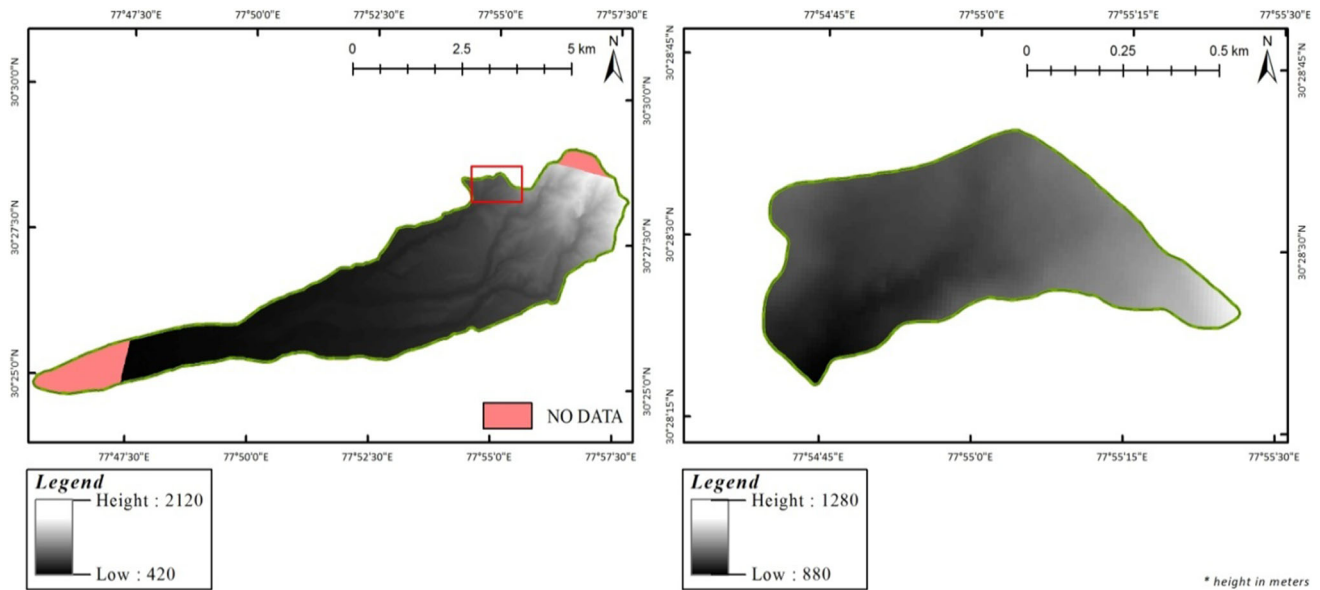 77°47'30"E 77°50'0"E 77°52'30"E 77°55'0"E 77°57'30"E
0 2.5 5 km
N
30°30'0"N
30°27'30"N
30°25'0"N
30°30'0"N
30°27'30"N
30°25'0"N
NO DATA
77°47'30"E 77°50'0"E 77°52'30"E 77°55'0"E 77°57'30"E
Legend
Height : 2120
Low : 420
77°54'45"E 77°55'0"E 77°55'15"E 77°55'30"E
0 0.25 0.5 km
N
30°28'45"N
30°28'30"N
30°28'15"N
30°28'45"N
30°28'30"N
77°54'45"E 77°55'0"E 77°55'15"E 77°55'30"E
Legend
Height : 1280
Low : 880
* height in meters